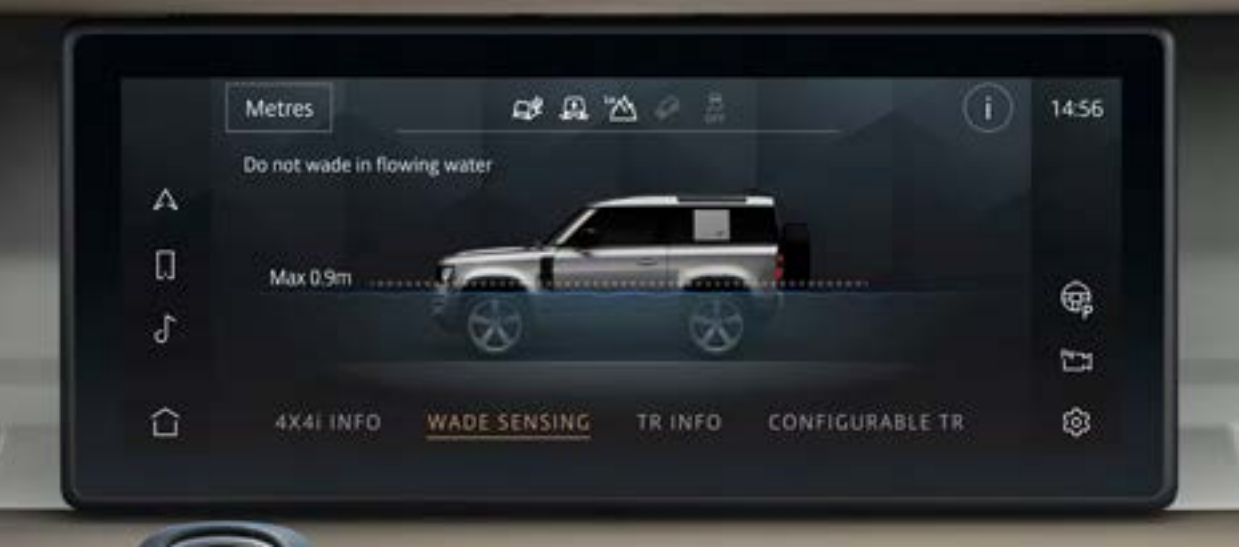 Metres
14:56
Do not wade in flowing water
Max 0.9m
4X4i INFO
WADE SENSING
TR INFO
CONFIGURABLE TR